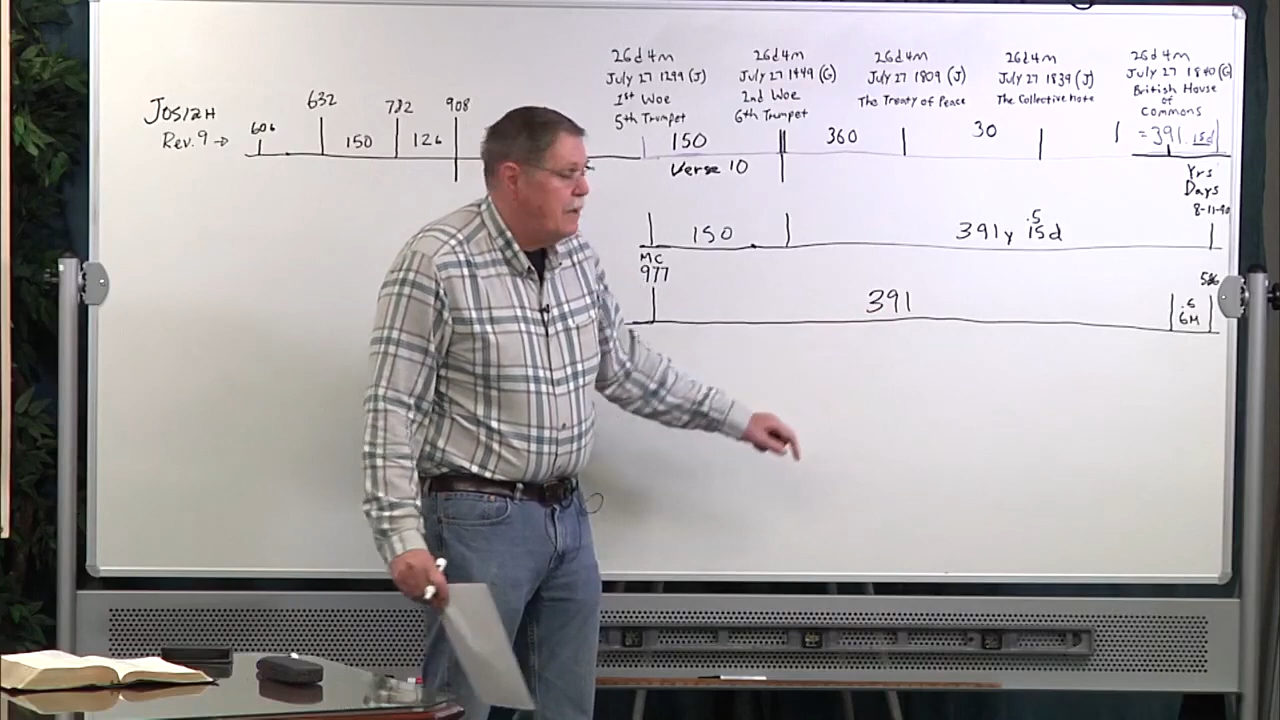 JOSIAH
Rev. 9 →
606
632
150
782
126
908
26d 4m
July 27 1299 (J)
1st Woe
5th Trumpet
150
Verse 10
26d 4m
July 27 1449 (G)
2nd Woe
6th Trumpet
360
26d 4m
July 27 1809 (J)
The Treaty of Peace
30
26d 4m
July 27 1839 (J)
The Collective note
26d 4m
July 27 1840 (G)
British House
of
Commons
= 391. 15d
Yrs
Days
8-11-40
150
391y 15d
.5
MC
977
391
.5
6M